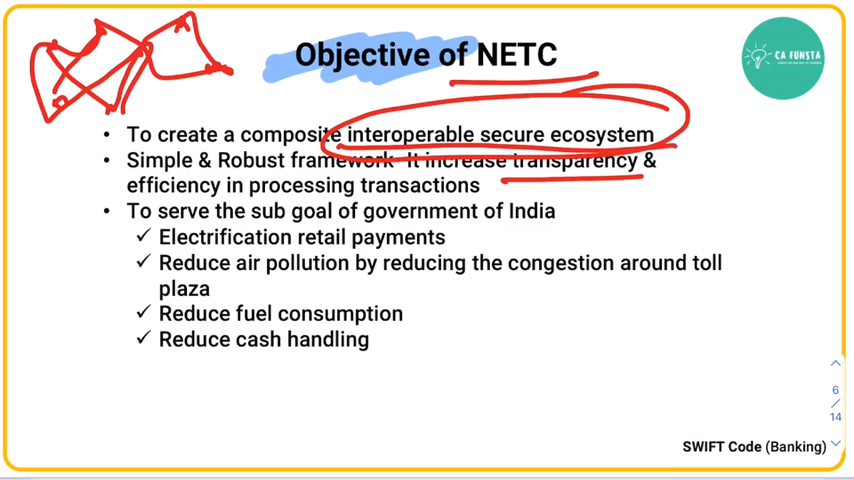 Objective of NETC
CA FUNSTA
• To create a composite interoperable secure ecosystem
• Simple & Robust framework- It increase transparency &
efficiency in processing transactions
• To serve the sub goal of government of India
✓ Electrification retail payments
✓ Reduce air pollution by reducing the congestion around toll
plaza
✓ Reduce fuel consumption
✓ Reduce cash handling
6
/
14
SWIFT Code (Banking)